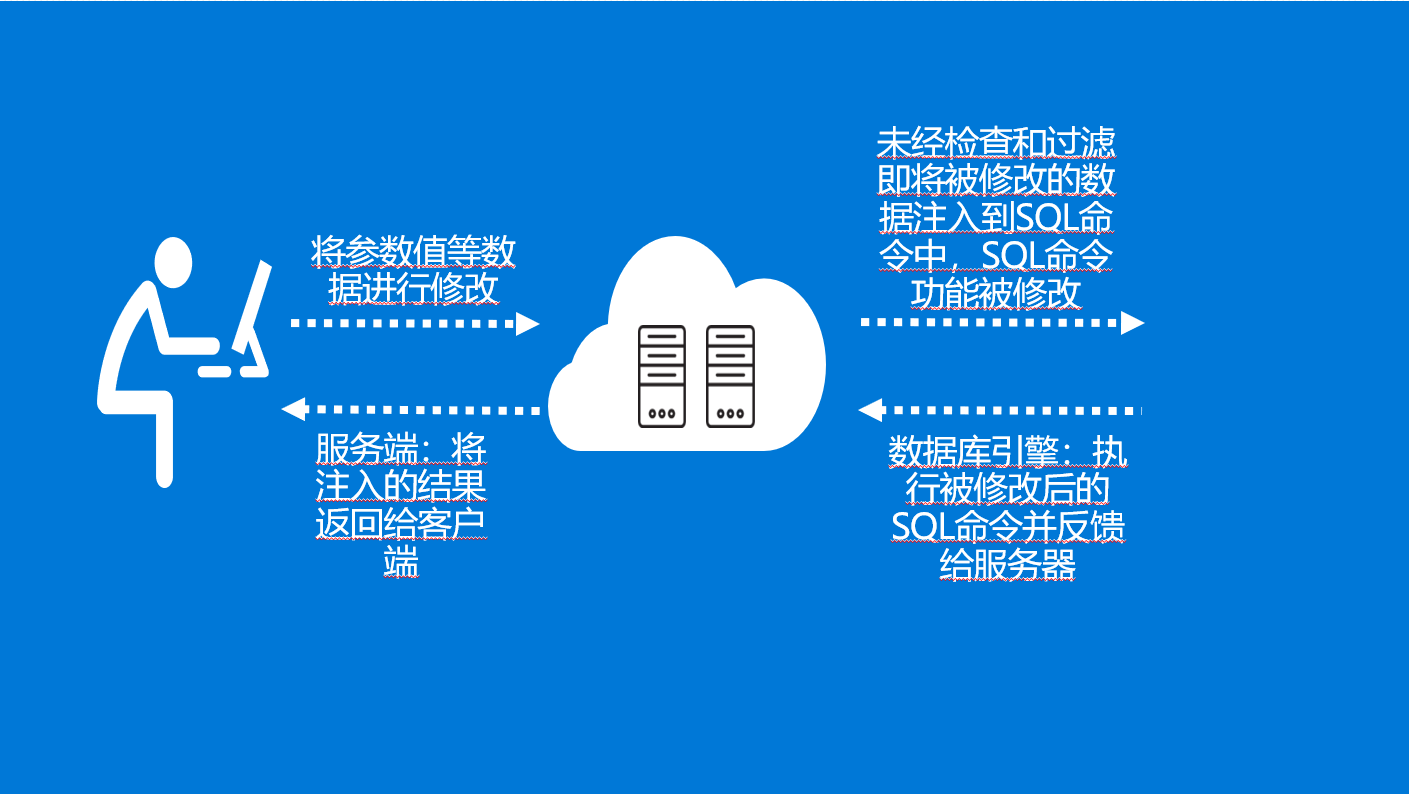 将参数值等数
据进行修改
未经检查和过滤
即将被修改的数
据注入到SQL命
令中，SQL命令
功能被修改
服务端：将
注入的结果
返回给客户
端
数据库引擎：执
行被修改后的
SQL命令并反馈
给服务器